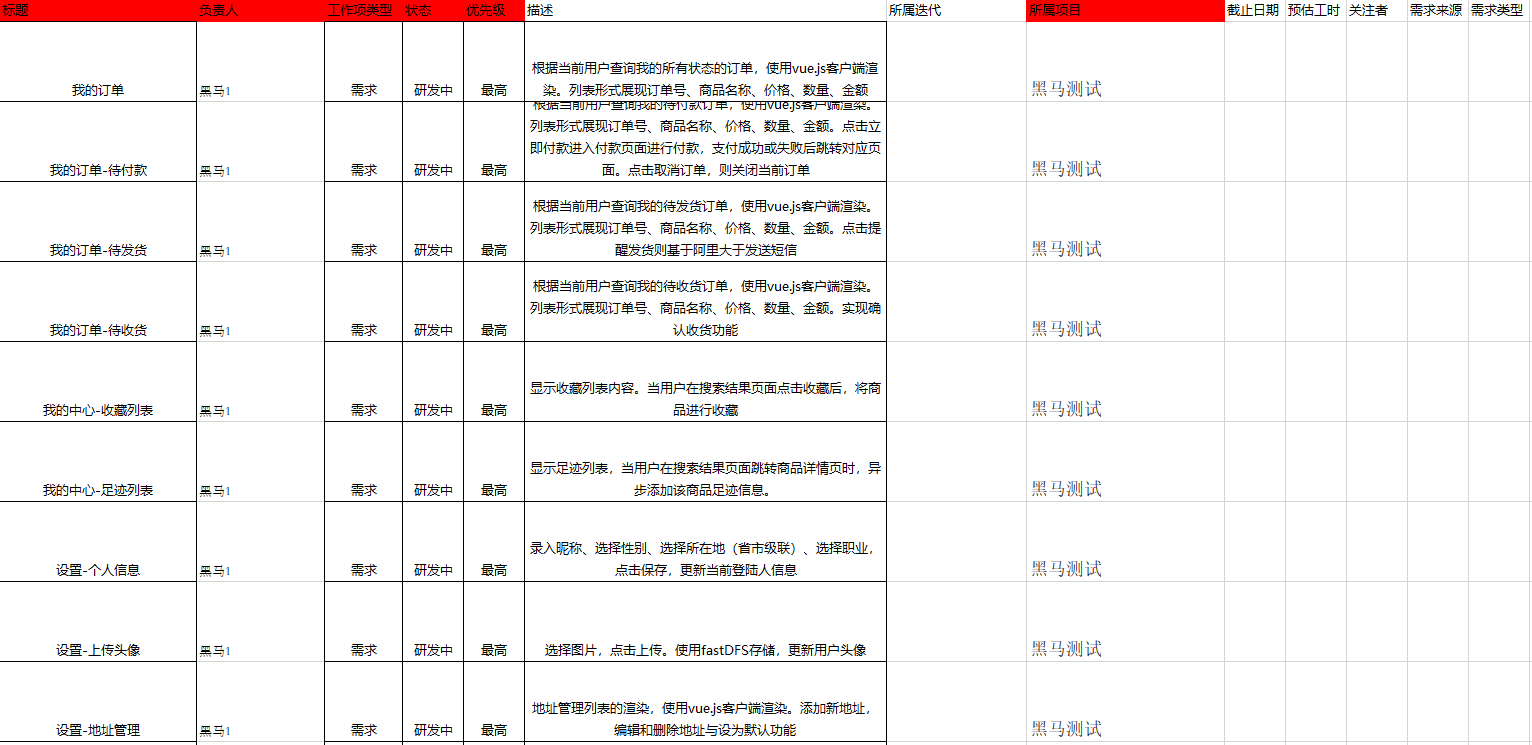 标题 负责人 工作项类型 状态 优先级 描述 所属迭代 所属项目 截止日期 预估工时 关注者 需求来源 需求类型
根据当前用户查询我的所有状态的订单，使用vue.js客户端渲
我的订单 黑马1 需求 研发中 最高 染。列表形式展现订单号、商品名称、价格、数量、金额 黑马测试
根据当前用户查询我的待付款订单，使用vue.js客户端渲染。
列表形式展现订单号、商品名称、价格、数量、金额。点击立
即付款进入付款页面进行付款，支付成功或失败后跳转对应页
我的订单-待付款 黑马1 需求 研发中 最高 面。点击取消订单，则关闭当前订单 黑马测试
根据当前用户查询我的待发货订单，使用vue.js客户端渲染。
列表形式展现订单号、商品名称、价格、数量、金额。点击提
我的订单-待发货 黑马1 需求 研发中 最高 醒发货则基于阿里大于发送短信 黑马测试
根据当前用户查询我的待收货订单，使用vue.js客户端渲染。
列表形式展现订单号、商品名称、价格、数量、金额。实现确
我的订单-待收货 黑马1 需求 研发中 最高 认收货功能 黑马测试
显示收藏列表内容。当用户在搜索结果页面点击收藏后，将商
我的中心-收藏列表 黑马1 需求 研发中 最高 品进行收藏 黑马测试
显示足迹列表，当用户在搜索结果页面跳转商品详情页时，异
我的中心-足迹列表 黑马1 需求 研发中 最高 步添加该商品足迹信息。 黑马测试
录入昵称、选择性别、选择所在地（省市级联）、选择职业，
设置-个人信息 黑马1 需求 研发中 最高 点击保存，更新当前登陆人信息 黑马测试
设置-上传头像 黑马1 需求 研发中 最高 选择图片，点击上传。使用fastDFS存储，更新用户头像 黑马测试
地址管理列表的渲染，使用vue.js客户端渲染。添加新地址，
设置-地址管理 黑马1 需求 研发中 最高 编辑和删除地址与设为默认功能 黑马测试